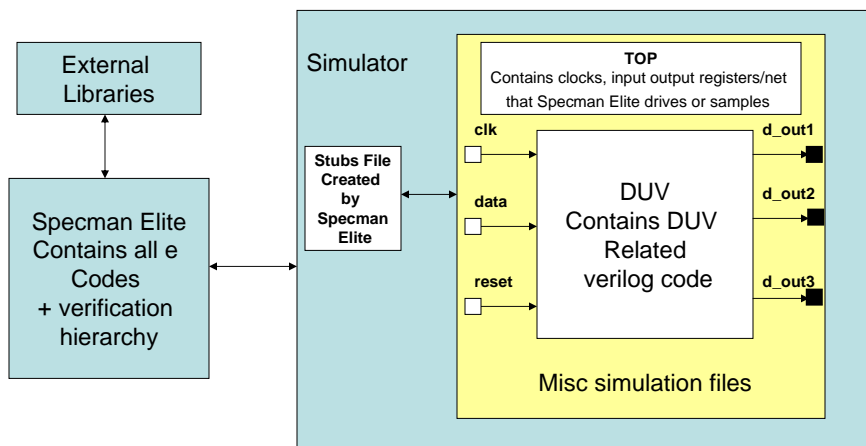 External
Libraries
Specman Elite
Contains all e
Codes
+ verification
hierarchy
Simulator
Stubs File
Created
by
Specman
Elite
TOP
Contains clocks, input output registers/net
that Specman Elite drives or samples
clk
data
reset
DUV
Contains DUV
Related
verilog code
d_out1
d_out2
d_out3
Misc simulation files